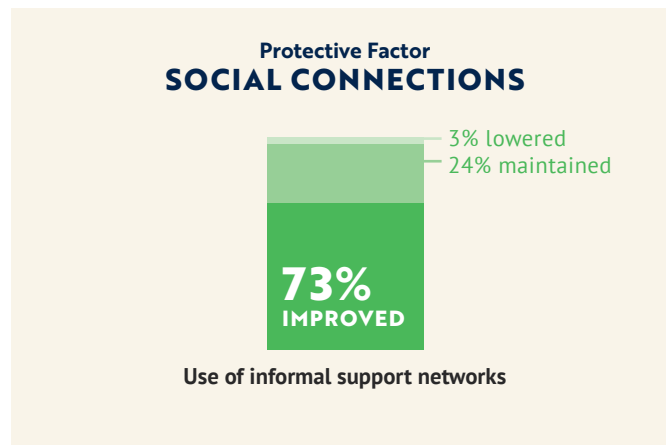 Protective Factor
SOCIAL CONNECTIONS
3% lowered
24% maintained
73%
IMPROVED
Use of informal support networks